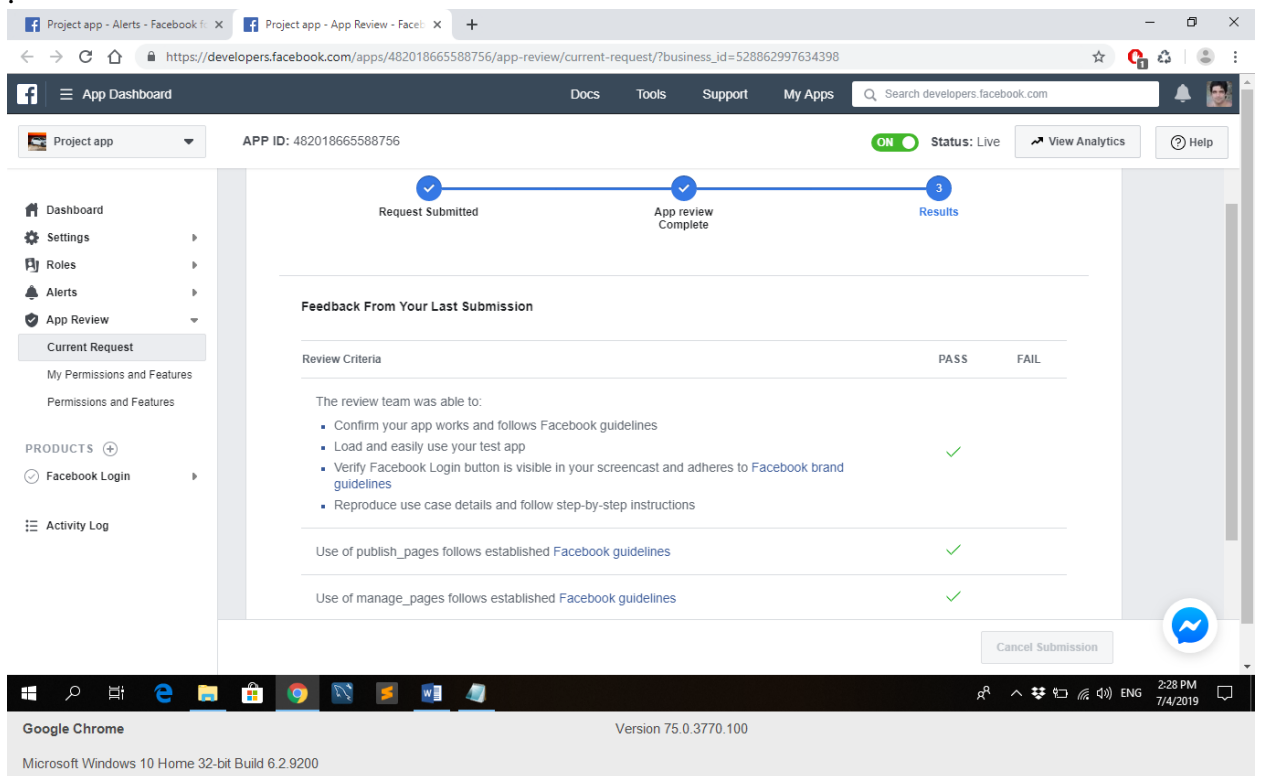 Project app - Alerts - Facebook fo
Project app - App Review - Faceb
https://developers.facebook.com/apps/482018665588756/app-review/current-request/?business_id=528862997634398
1
App Dashboard
Docs Tools Support My Apps Search developers.facebook.com
Project app
APP ID: 482018665588756
ON Status: Live View Analytics Help
Dashboard
Settings
Roles
Alerts
App Review
Current Request
My Permissions and Features
Permissions and Features
PRODUCTS
Facebook Login
Activity Log
3
Request Submitted
App review
Complete
Results
Feedback From Your Last Submission
Review Criteria PASS FAIL
The review team was able to:
Confirm your app works and follows Facebook guidelines
Load and easily use your test app
Verify Facebook Login button is visible in your screencast and adheres to Facebook brand
guidelines
Reproduce use case details and follow step-by-step instructions
Use of publish_pages follows established Facebook guidelines
Use of manage_pages follows established Facebook guidelines
Cancel Submission
ENG
2:28 PM
7/4/2019
Google Chrome Version 75.0.3770.100
Microsoft Windows 10 Home 32-bit Build 6.2.9200